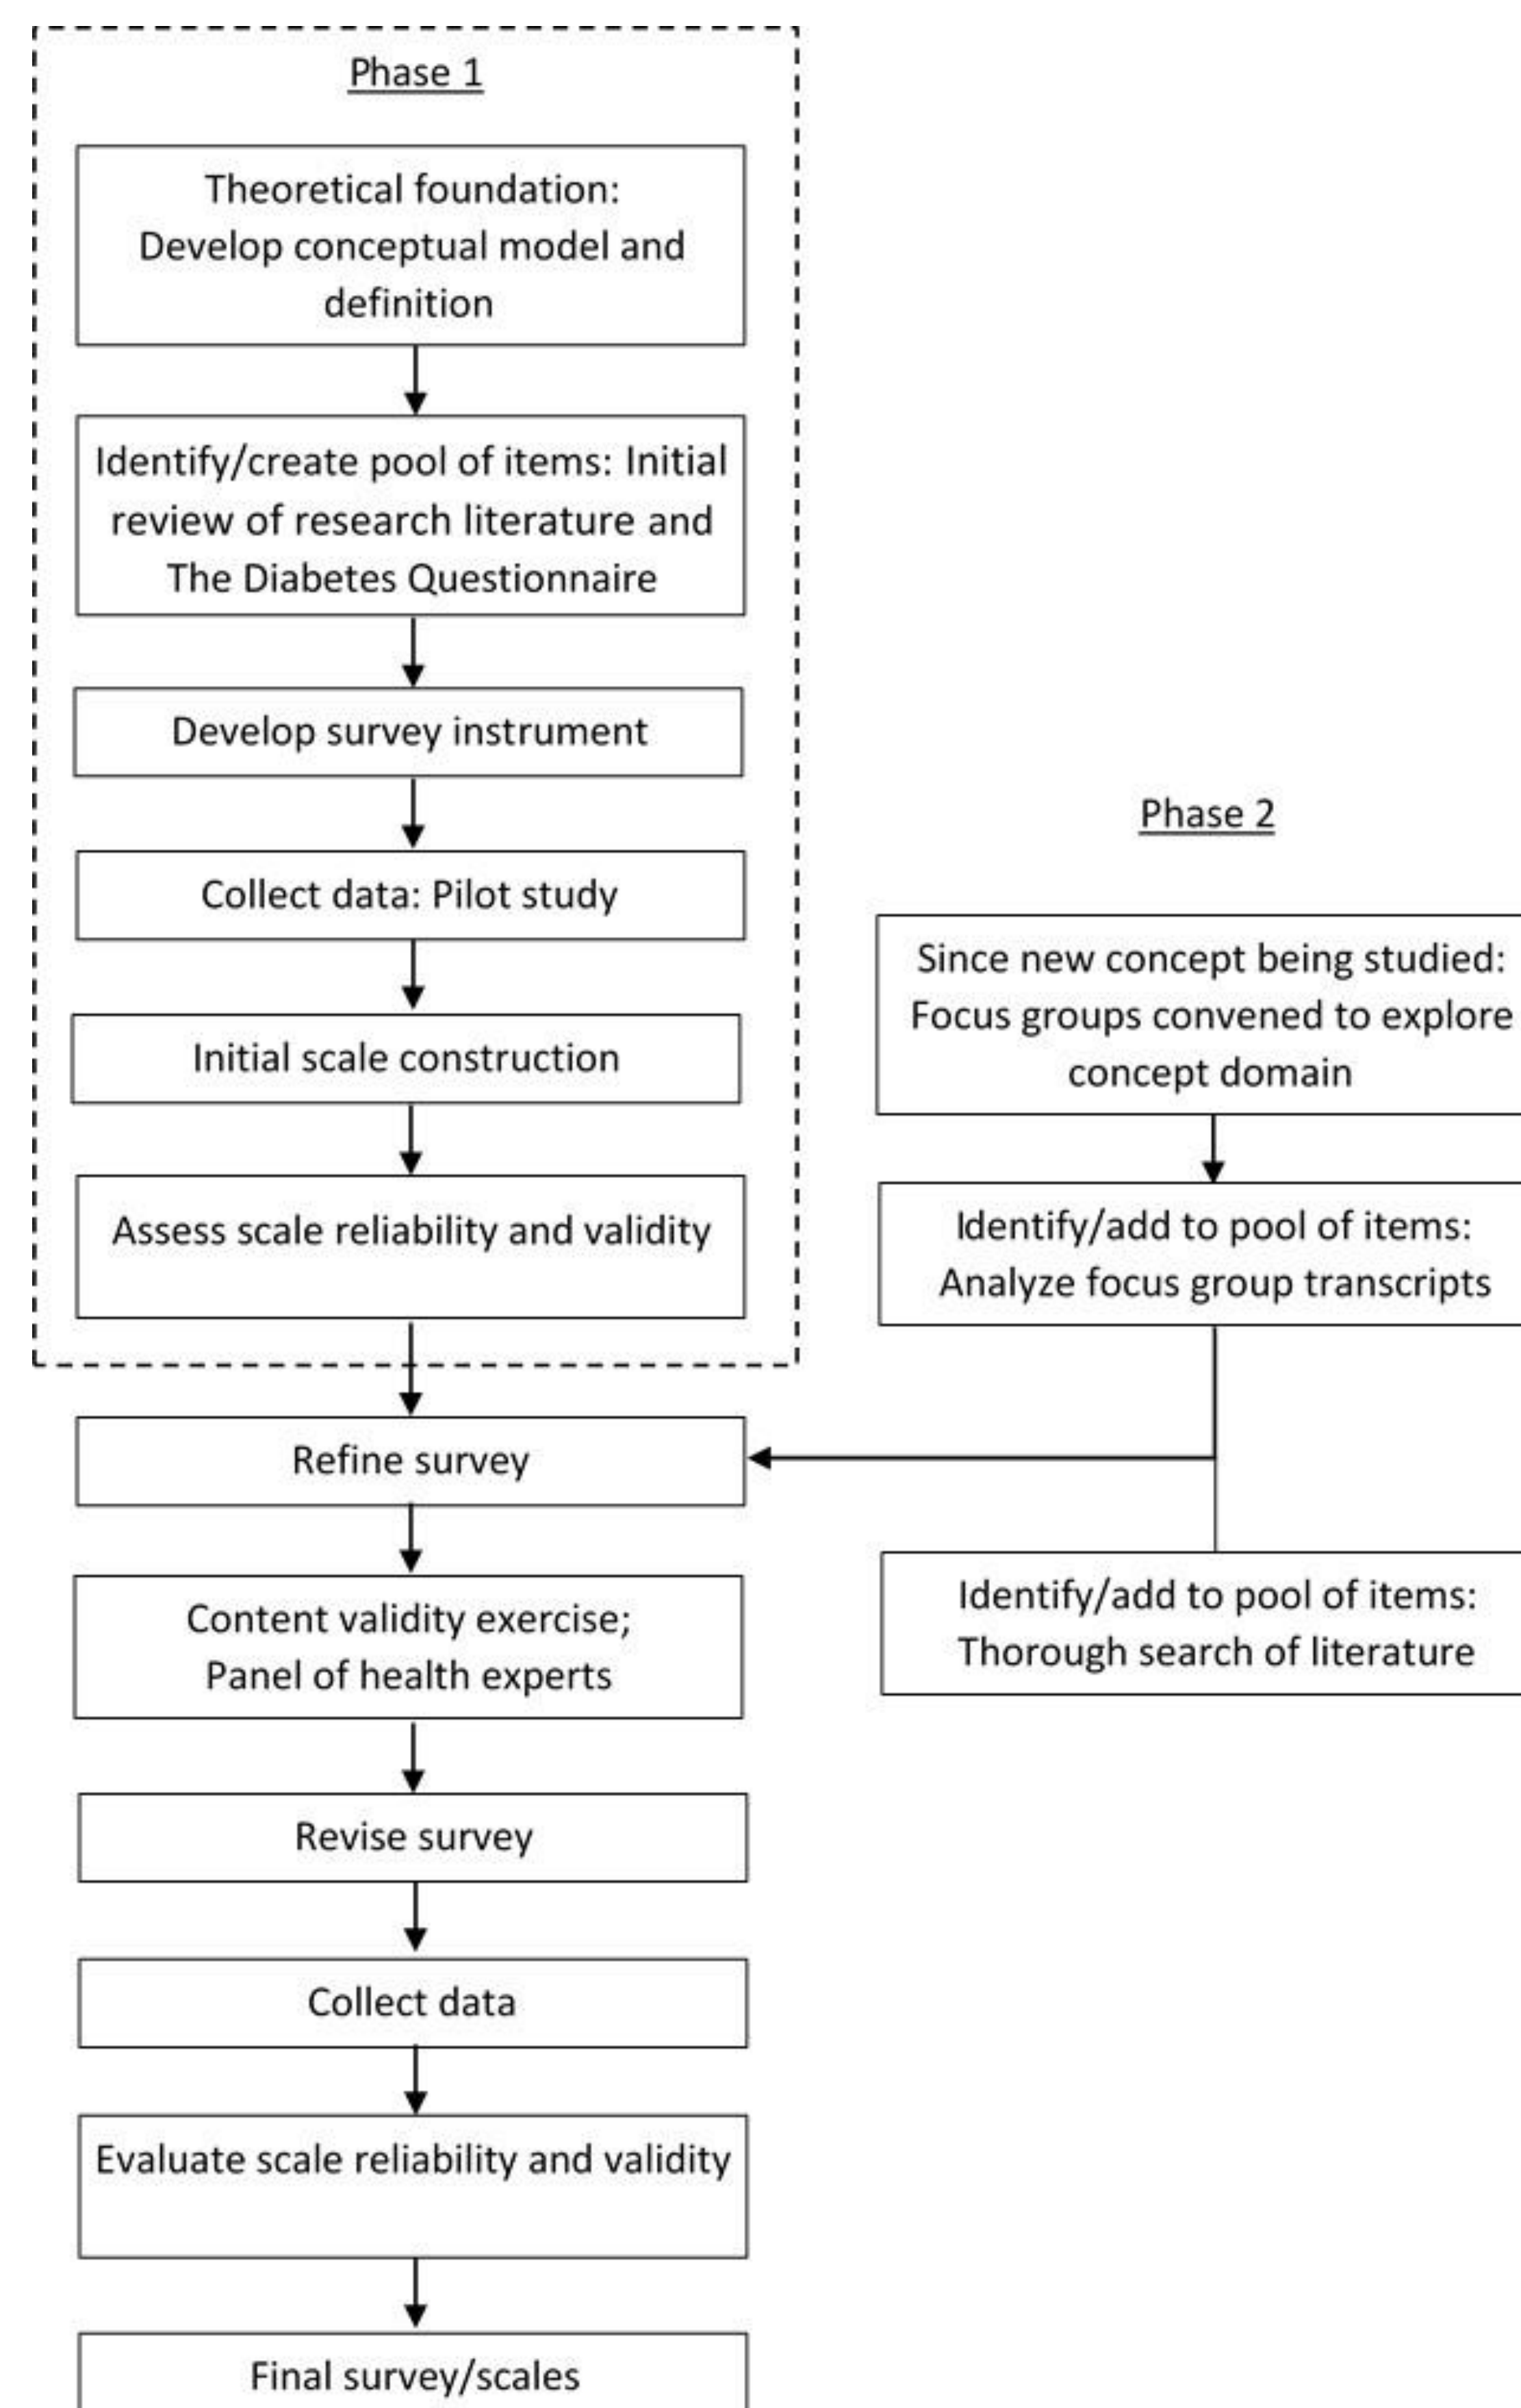 Phase 1
Theoretical foundation:
Develop conceptual model and
definition
Identify/create pool of items: Initial
review of research literature and
The Diabetes Questionnaire
Develop survey instrument
Collect data: Pilot study
Initial scale construction
Assess scale reliability and validity
Phase 2
Since new concept being studied:
Focus groups convened to explore
concept domain
Identify/add to pool of items:
Analyze focus group transcripts
Refine survey
Identify/add to pool of items:
Thorough search of literature
Content validity exercise;
Panel of health experts
Revise survey
Collect data
Evaluate scale reliability and validity
Final survey/scales